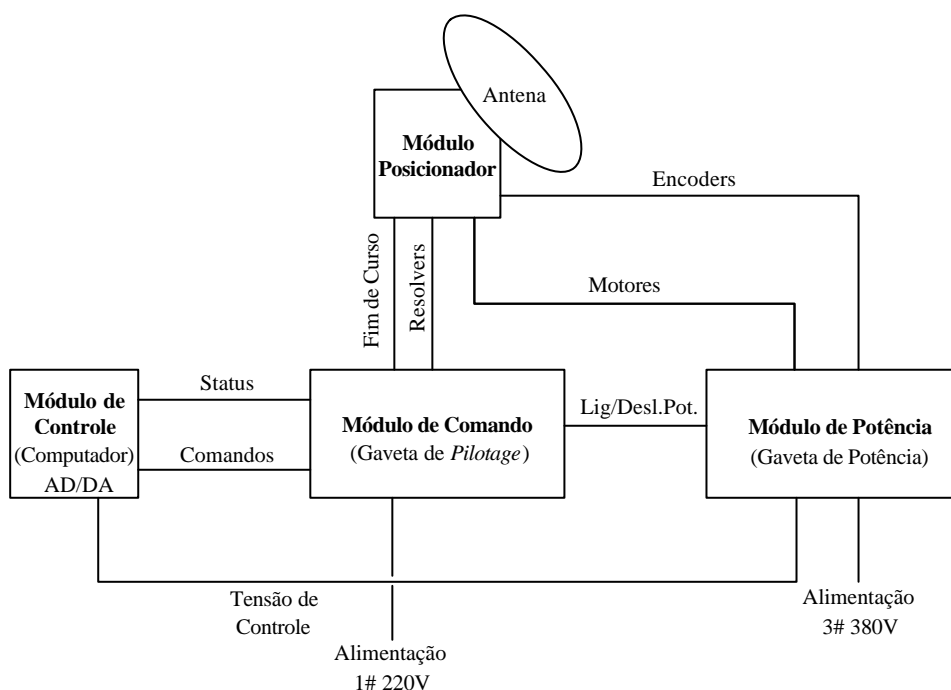 Antena
Módulo
Posicionador
Encoders
Fim de Curso
Resolvers
Motores
Módulo de
Controle
(Computador)
AD/DA
Status
Comandos
Módulo de Comando
(Gaveta de Pilotage)
Lig/Desl.Pot.
Módulo de Potência
(Gaveta de Potência)
Tensão de
Controle
Alimentação
1# 220V
Alimentação
3# 380V